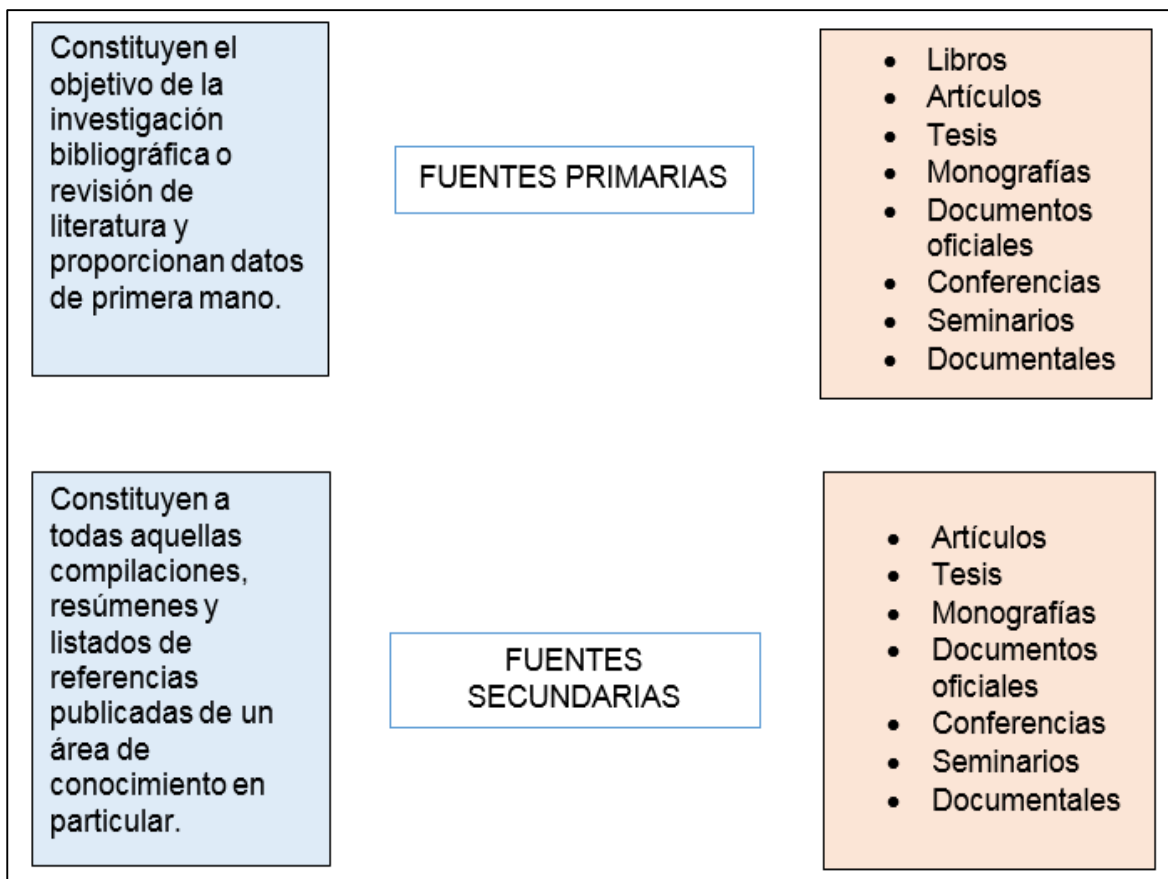 Constituyen el
objetivo de la
investigación
bibliográfica o
revisión de
literatura y
proporcionan datos
de primera mano.
FUENTES PRIMARIAS
• Libros
• Artículos
• Tesis
• Monografías
• Documentos
oficiales
• Conferencias
• Seminarios
• Documentales
Constituyen a
todas aquellas
compilaciones,
resúmenes y
listados de
referencias
publicadas de un
área de
conocimiento en
particular.
FUENTES
SECUNDARIAS
• Artículos
• Tesis
• Monografías
• Documentos
oficiales
• Conferencias
• Seminarios
• Documentales